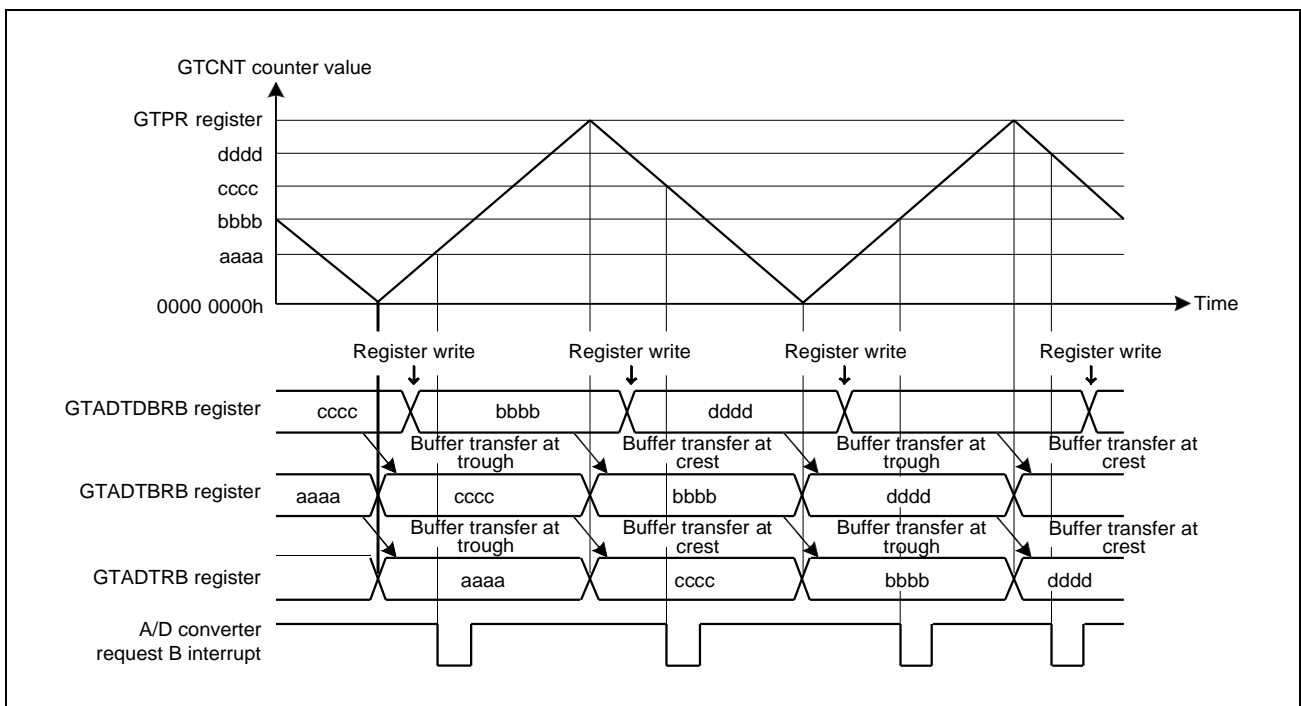 GTCNT counter value
GTPR register
dddd
cccc
bbbb
aaaa
0000 0000h
Time
Register write Register write Register write Register write
GTADTDBRB register
cccc bbbb dddd
Buffer transfer at trough
Buffer transfer at crest
Buffer transfer at trough
Buffer transfer at crest
GTADTBRB register
aaaa cccc bbbb dddd
Buffer transfer at trough
Buffer transfer at crest
Buffer transfer at trough
Buffer transfer at crest
GTADTRB register
aaaa cccc bbbb dddd
A/D converter
request B interrupt